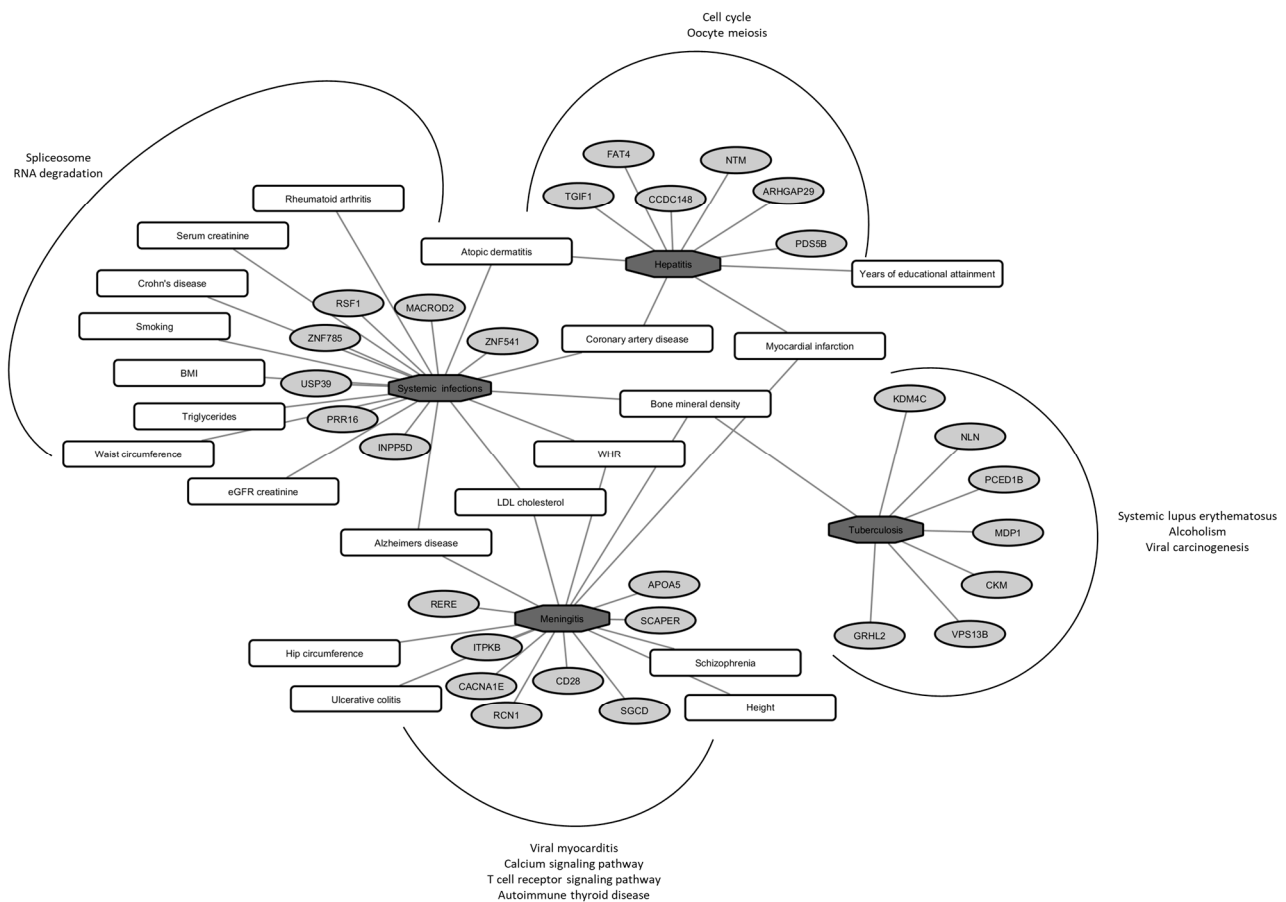 Cell cycle
Oocyte meiosis
Spliceosome
RNA degradation
FAT4
NTM
TGIF1
CCDC148
ARHGAP29
Rheumatoid arthritis
Serum creatinine
Atopic dermatitis
PDS5B
Hepatitis
Years of educational attainment
Crohn's disease
RSF1
MACROD2
Smoking
ZNF785
ZNF541
Coronary artery disease
Myocardial infarction
BMI
USP39
Systemic infections
Bone mineral density
KDM4C
Triglycerides
PRR16
NLN
Waist circumference
INPP5D
WHR
PCED1B
eGFR creatinine
LDL cholesterol
Systemic lupus erythematosus
Alcoholism
Viral carcinogenesis
Tuberculosis
MDP1
Alzheimers disease
CKM
APOA5
RERE
Meningitis
SCAPER
GRHL2
VPS13B
Hip circumference
ITPKB
Schizophrenia
CD28
CACNA1E
Ulcerative colitis
RCN1
SGCD
Height
Viral myocarditis
Calcium signaling pathway
T cell receptor signaling pathway
Autoimmune thyroid disease